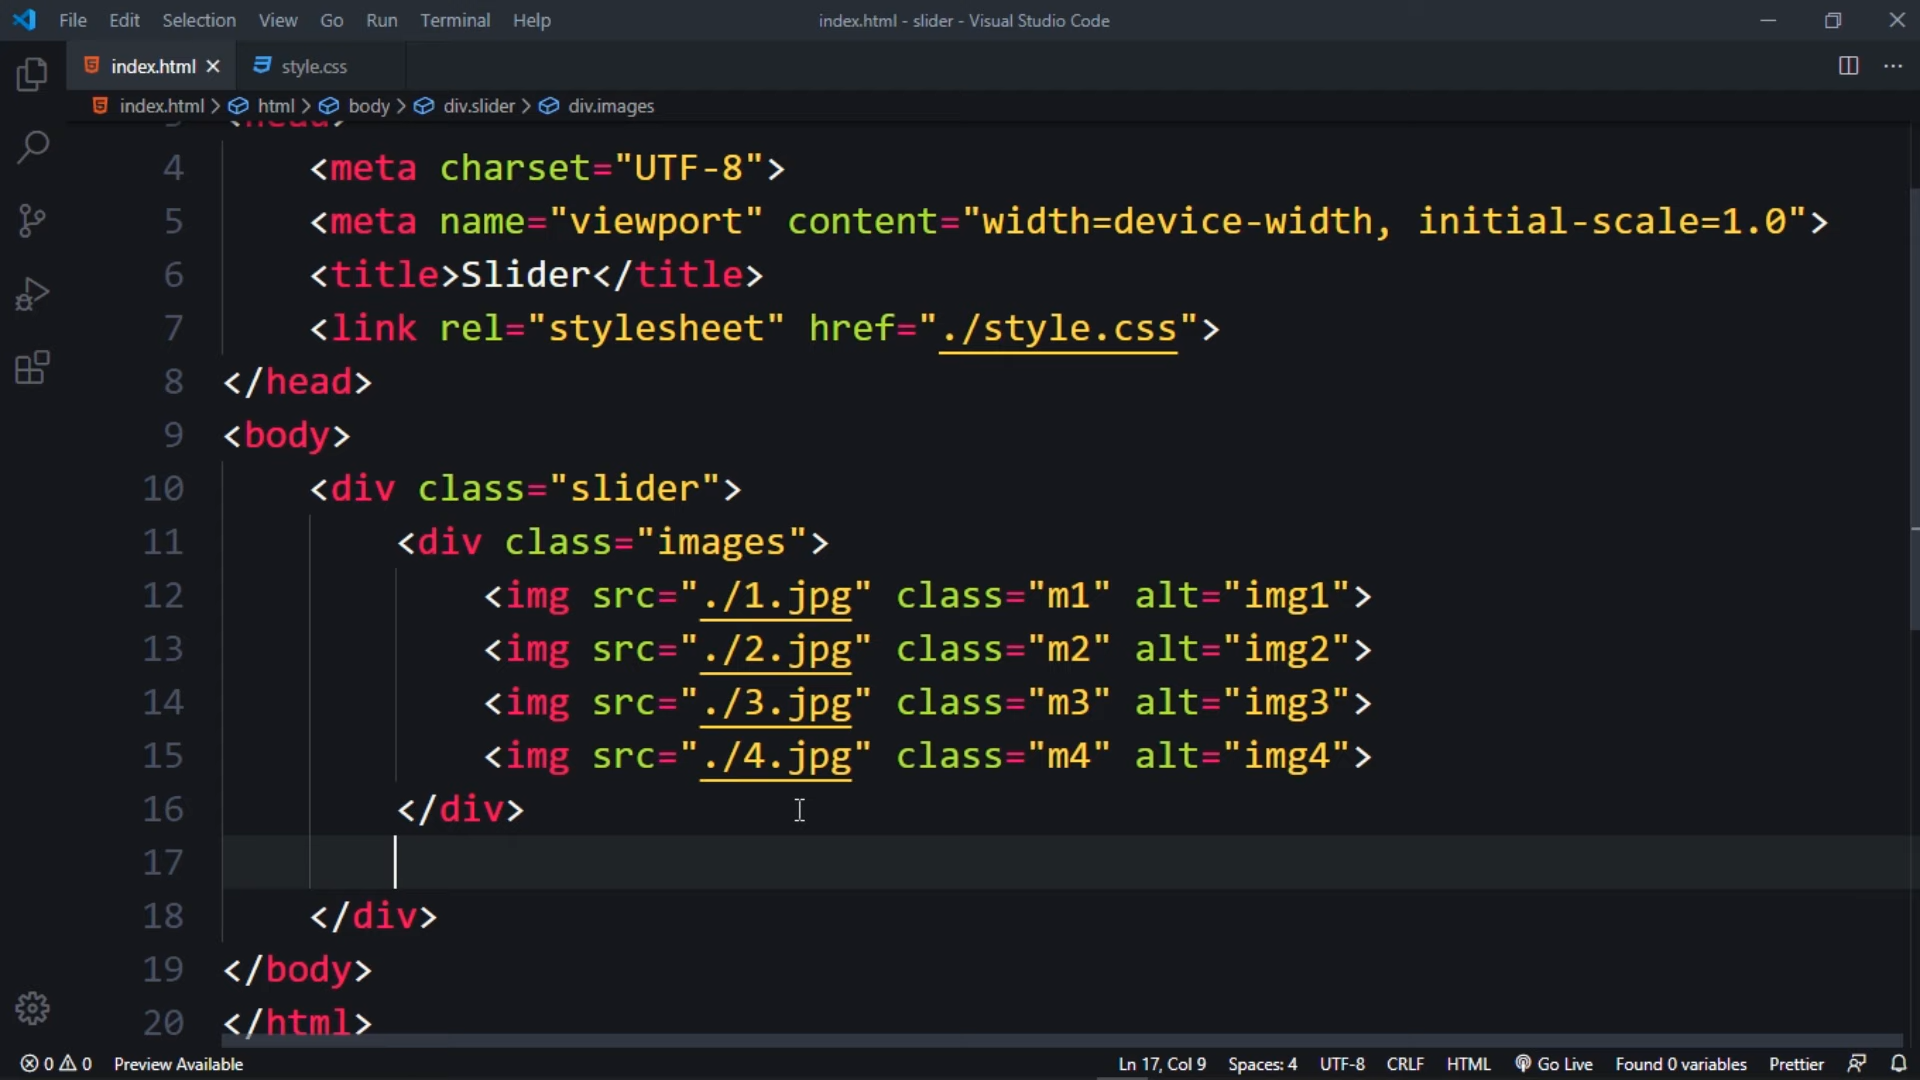 File Edit Selection View Go Run Terminal Help index.html - slider - Visual Studio Code
index.html style.css
index.html > html > body > div.slider > div.images
3 <head>
4 <meta charset="UTF-8">
5 <meta name="viewport" content="width=device-width, initial-scale=1.0">
6 <title>Slider</title>
7 <link rel="stylesheet" href="./style.css">
8 </head>
9 <body>
10 <div class="slider">
11 <div class="images">
12 <img src="./1.jpg" class="m1" alt="img1">
13 <img src="./2.jpg" class="m2" alt="img2">
14 <img src="./3.jpg" class="m3" alt="img3">
15 <img src="./4.jpg" class="m4" alt="img4">
16 </div>
17
18 </div>
19 </body>
20 </html>
0 0 Preview Available Ln 17, Col 9 Spaces: 4 UTF-8 CRLF HTML Go Live Found 0 variables Prettier